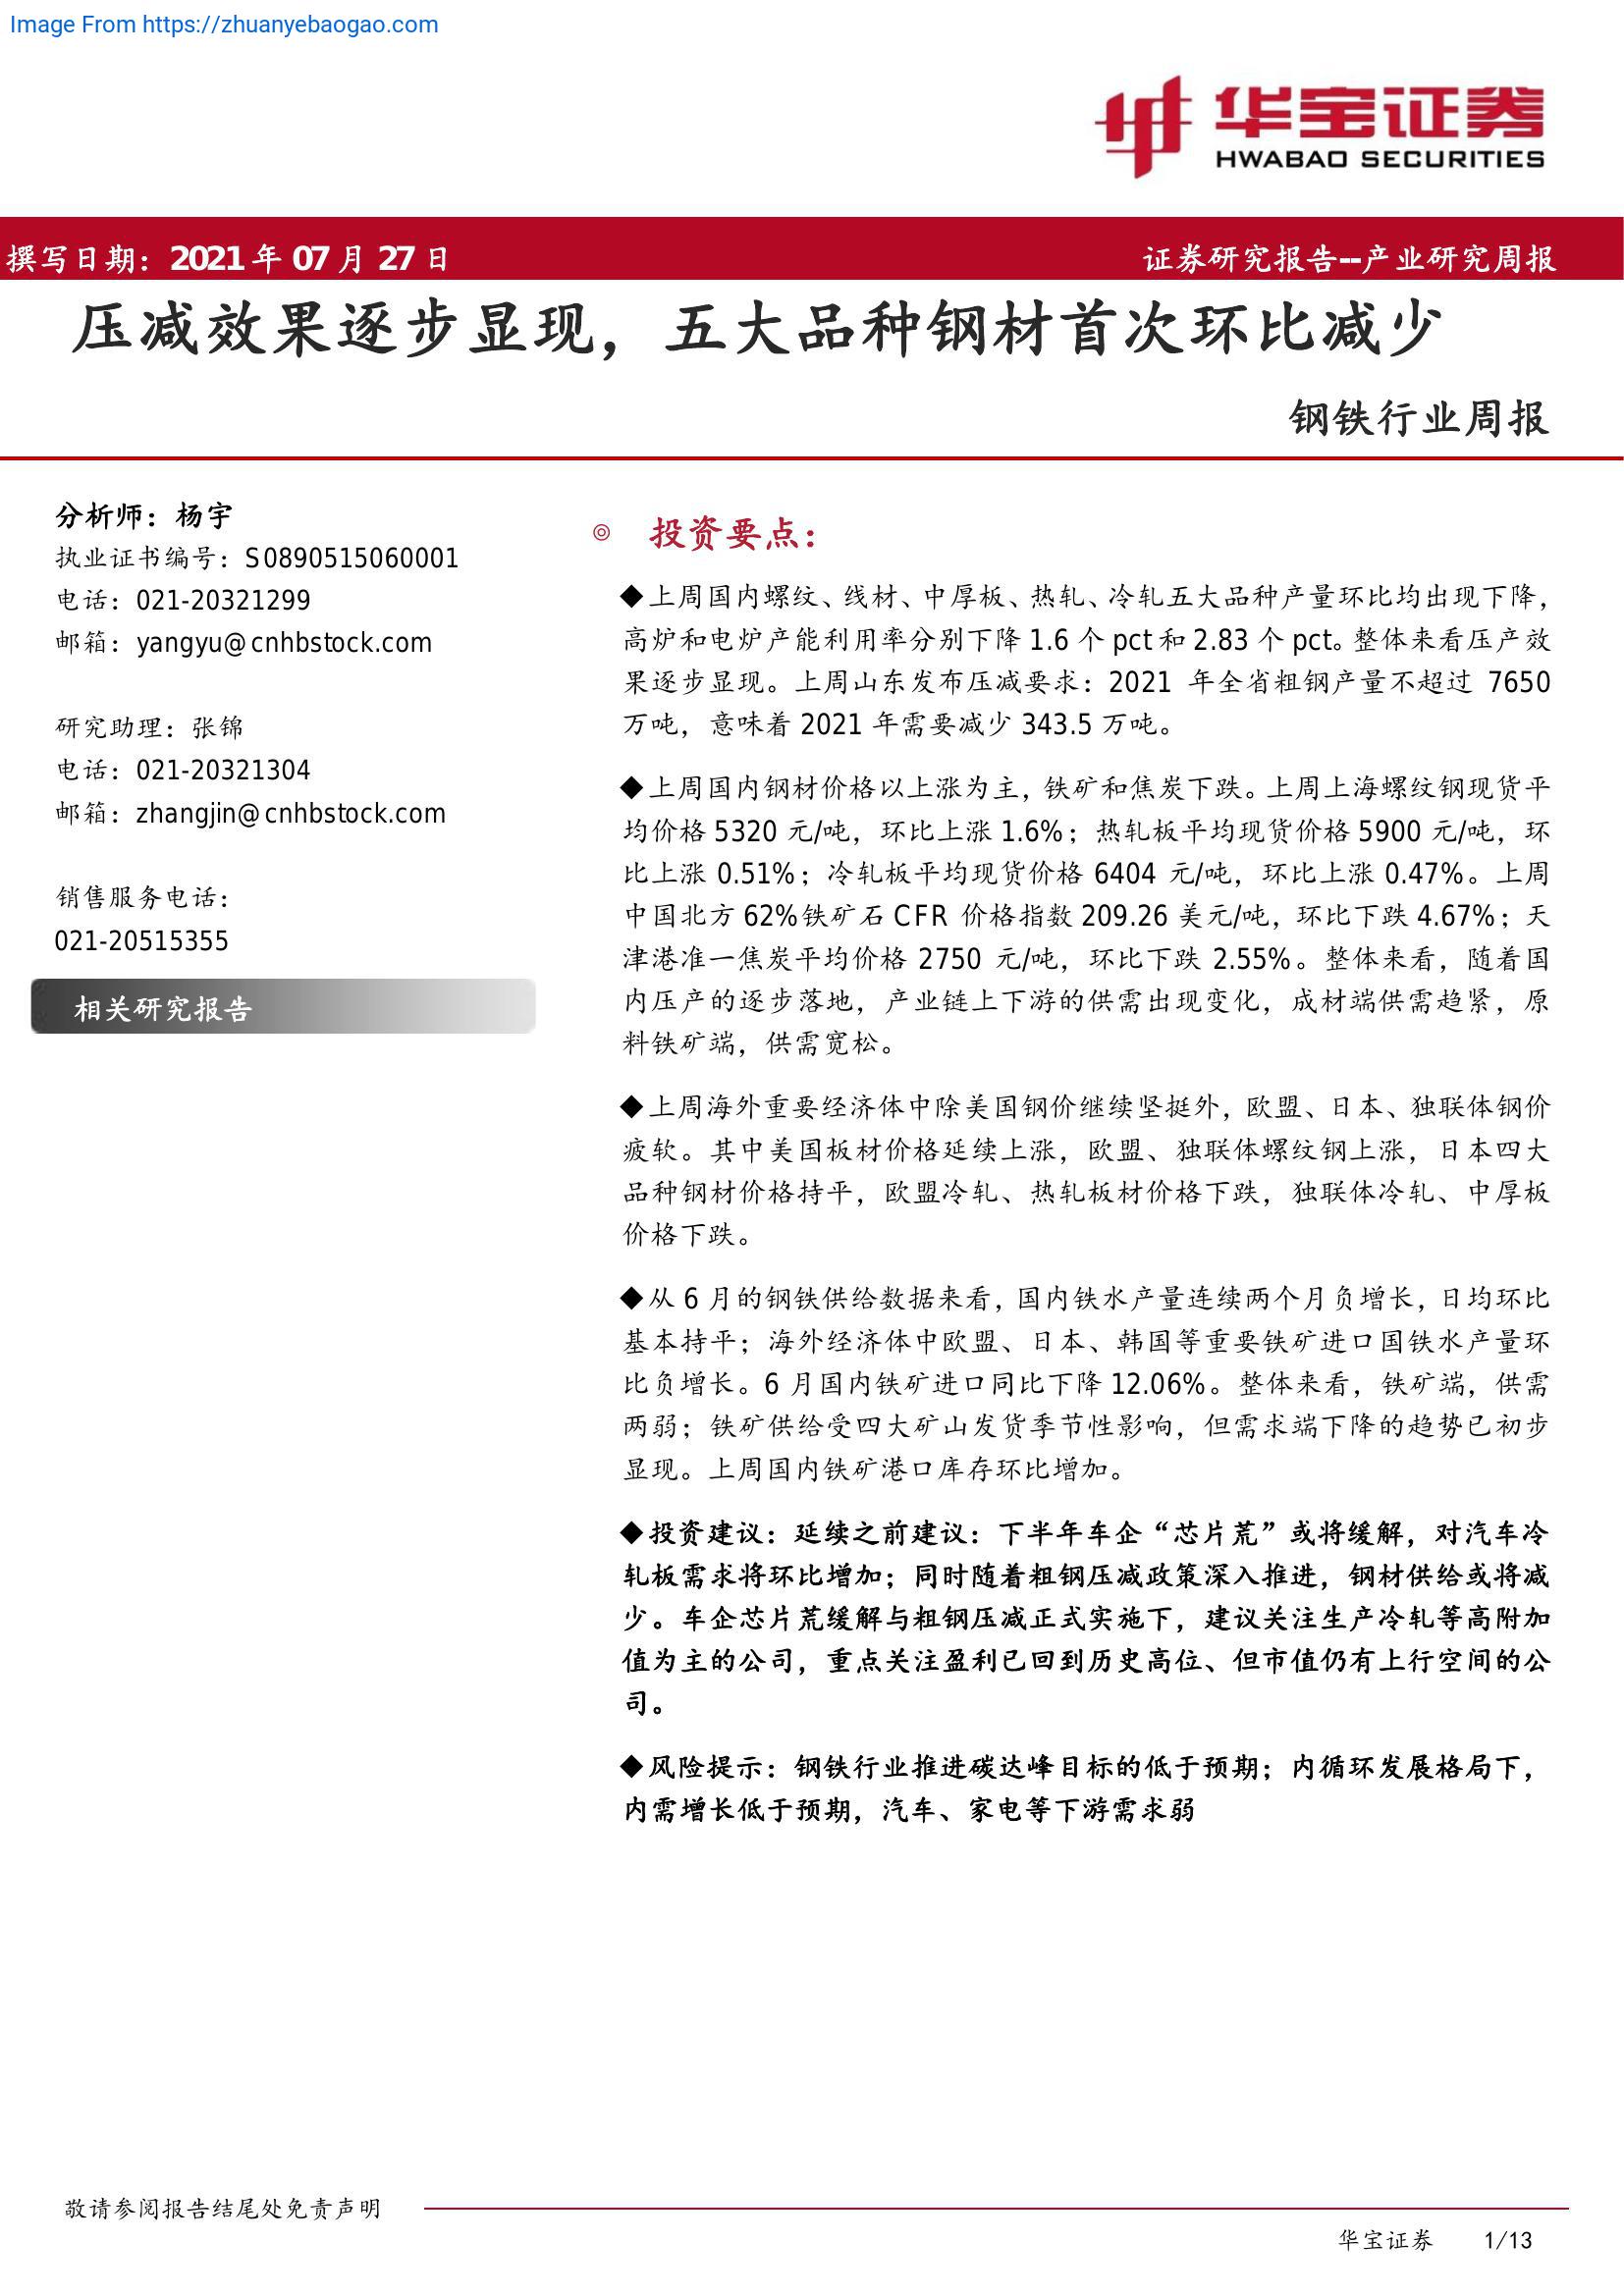 Image From https://zhuanyebaogao.com
华宝证券
HWABAO SECURITIES
撰写日期：2021 年 07 月 27 日
证券研究报告--产业研究周报
压减效果逐步显现，五大品种钢材首次环比减少
钢铁行业周报
分析师：杨宇
执业证书编号：S0890515060001
电话：021-20321299
邮箱：yangyu@cnhbstock.com
研究助理：张锦
电话：021-20321304
邮箱：zhangjin@cnhbstock.com
销售服务电话：
021-20515355
相关研究报告
◎ 投资要点：
◆上周国内螺纹、线材、中厚板、热轧、冷轧五大品种产量环比均出现下降，
高炉和电炉产能利用率分别下降 1.6 个 pct 和 2.83 个 pct。整体来看压产效
果逐步显现。上周山东发布压减要求：2021 年全省粗钢产量不超过 7650
万吨，意味着 2021 年需要减少 343.5 万吨。
◆上周国内钢材价格以上涨为主，铁矿和焦炭下跌。上周上海螺纹钢现货平
均价格 5320 元/吨，环比上涨 1.6%；热轧板平均现货价格 5900 元/吨，环
比上涨 0.51%；冷轧板平均现货价格 6404 元/吨，环比上涨 0.47%。上周
中国北方 62%铁矿石 CFR 价格指数 209.26 美元/吨，环比下跌 4.67%；天
津港准一焦炭平均价格 2750 元/吨，环比下跌 2.55%。整体来看，随着国
内压产的逐步落地，产业链上下游的供需出现变化，成材端供需趋紧，原
料铁矿端，供需宽松。
◆上周海外重要经济体中除美国钢价继续坚挺外，欧盟、日本、独联体钢价
疲软。其中美国板材价格延续上涨，欧盟、独联体螺纹钢上涨，日本四大
品种钢材价格持平，欧盟冷轧、热轧板材价格下跌，独联体冷轧、中厚板
价格下跌。
◆从 6 月的钢铁供给数据来看，国内铁水产量连续两个月负增长，日均环比
基本持平；海外经济体中欧盟、日本、韩国等重要铁矿进口国铁水产量环
比负增长。6 月国内铁矿进口同比下降 12.06%。整体来看，铁矿端，供需
两弱；铁矿供给受四大矿山发货季节性影响，但需求端下降的趋势已初步
显现。上周国内铁矿港口库存环比增加。
◆投资建议：延续之前建议：下半年车企“芯片荒”或将缓解，对汽车冷
轧板需求将环比增加；同时随着粗钢压减政策深入推进，钢材供给或将减
少。车企芯片荒缓解与粗钢压减正式实施下，建议关注生产冷轧等高附加
值为主的公司，重点关注盈利已回到历史高位、但市值仍有上行空间的公
司。
◆风险提示：钢铁行业推进碳达峰目标的低于预期；内循环发展格局下，
内需增长低于预期，汽车、家电等下游需求弱
敬请参阅报告结尾处免责声明
华宝证券 1/13